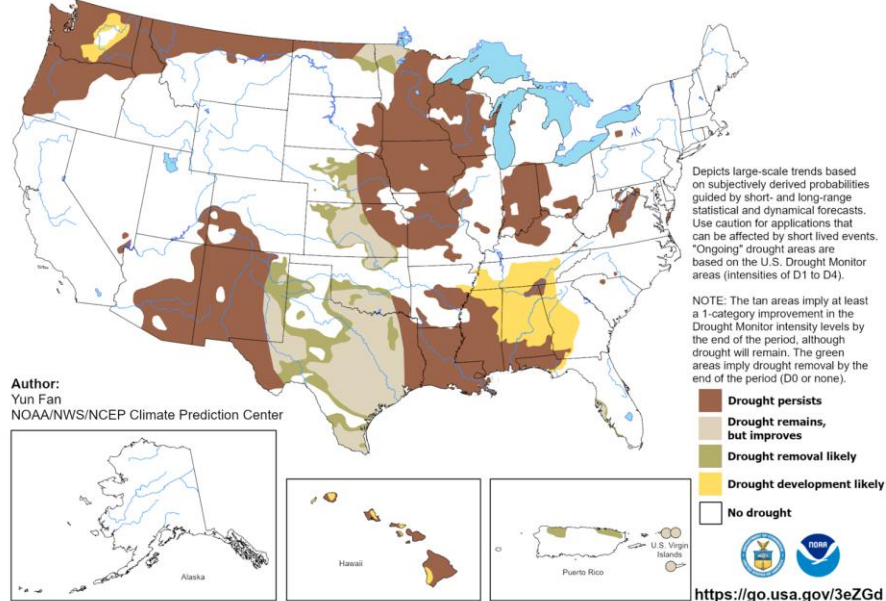 Depicts large-scale trends based
on subjectively derived probabilities
guided by short- and long-range
statistical and dynamical forecasts.
Use caution for applications that
can be affected by short lived events.
"Ongoing" drought areas are
based on the U.S. Drought Monitor
areas (intensities of D1 to D4).
NOTE: The tan areas imply at least
a 1-category improvement in the
Drought Monitor intensity levels by
the end of the period, although
drought will remain. The green
areas imply drought removal by the
end of the period (D0 or none).
Author:
Yun Fan
NOAA/NWS/NCEP Climate Prediction Center
Drought persists
Drought remains,
but improves
Drought removal likely
Drought development likely
No drought
Alaska
Hawaii
Puerto Rico
U.S. Virgin
Islands
NOAA
https://go.usa.gov/3eZGd